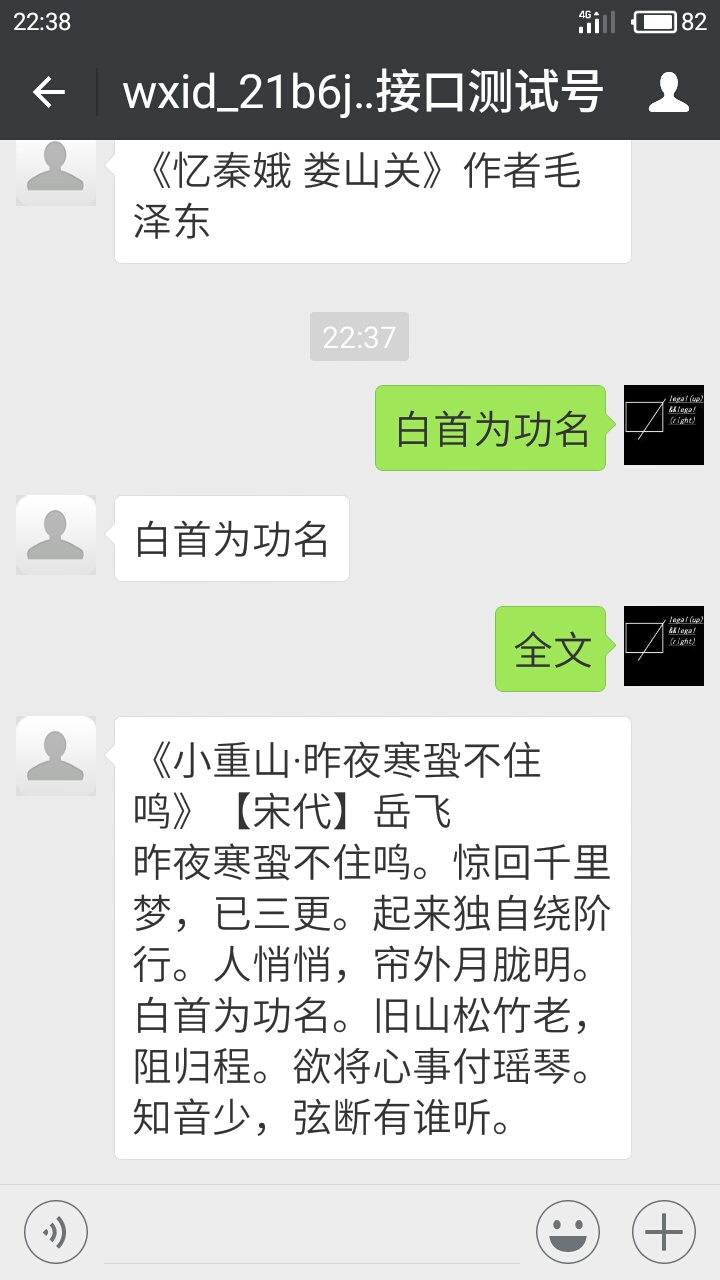 22:38
4G
82
wxid_21b6j..接口测试号
《忆秦娥 娄山关》作者毛
泽东
22:37
白首为功名
legal(up)
&&legal
(right)
白首为功名
全文
legal(up)
&&legal
(right)
《小重山·昨夜寒蛩不住
鸣》【宋代】岳飞
昨夜寒蛩不住鸣。惊回千里
梦，已三更。起来独自绕阶
行。人悄悄，帘外月胧明。
白首为功名。旧山松竹老，
阻归程。欲将心事付瑶琴。
知音少，弦断有谁听。